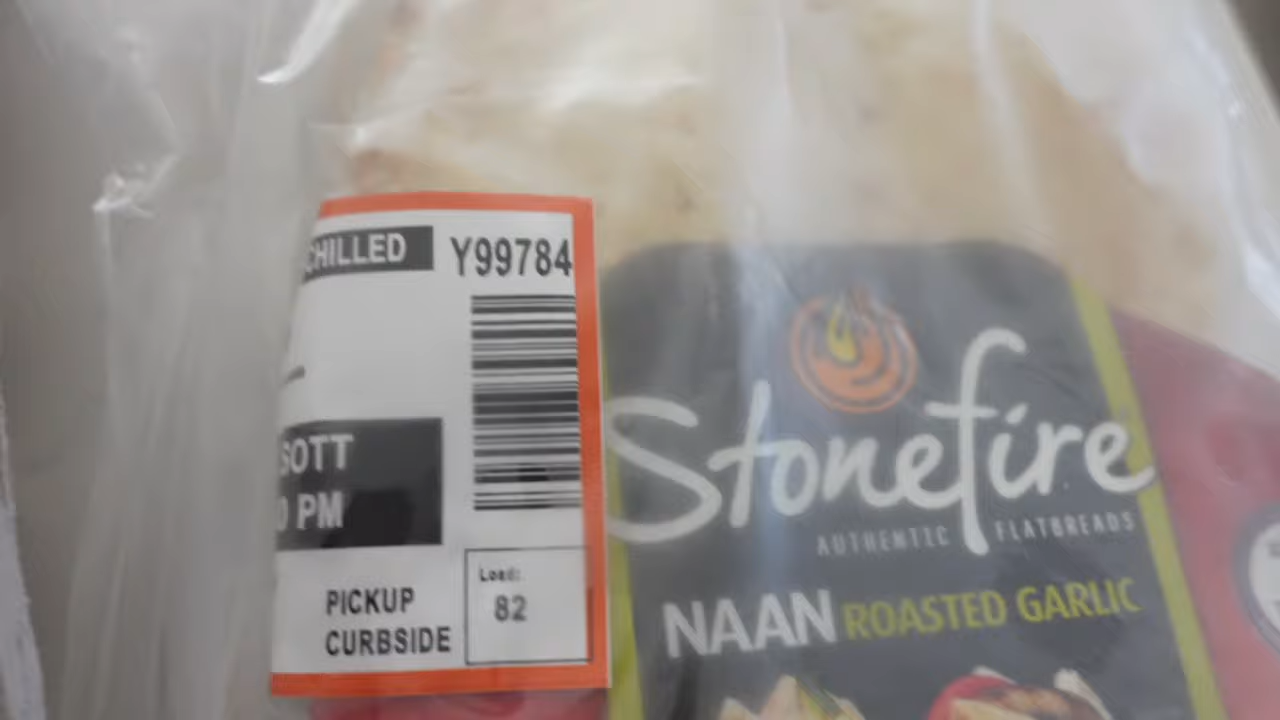 CHILLED Y99784
SOTT
0 PM
PICKUP
CURBSIDE
Load:
82
Stonefire
AUTHENTIC FLATBREADS
NAAN ROASTED GARLIC